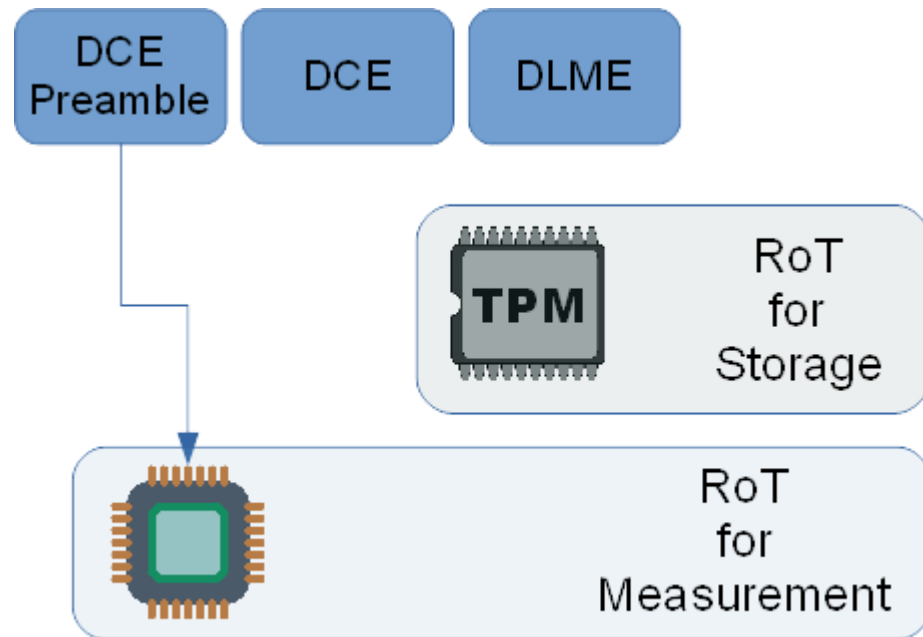 DCE
Preamble
DCE
DLME
TPM
RoT
for
Storage
RoT
for
Measurement